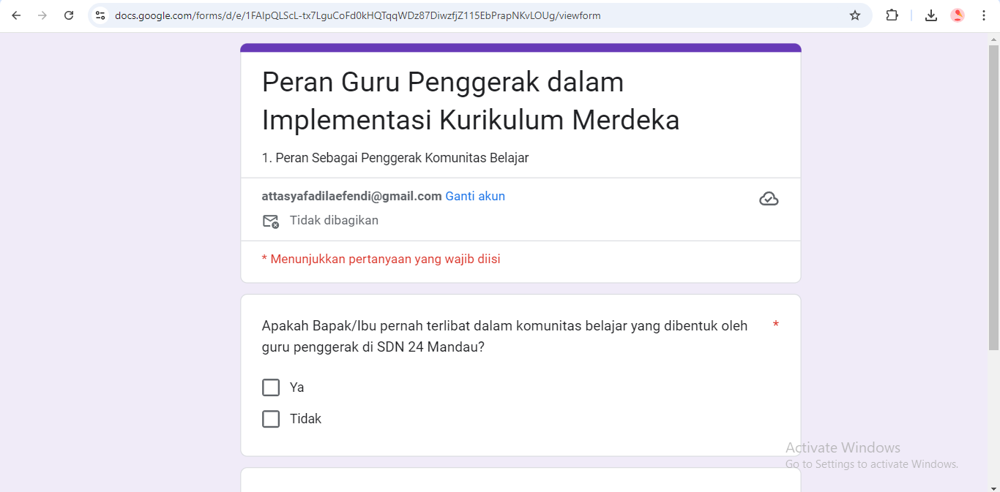 docs.google.com/forms/d/e/1FAIpQLScL-tx7LguCoFd0kHQTqqWDz87DiwzfjZ115EbPrapNKvLOUg/viewform
Peran Guru Penggerak dalam
Implementasi Kurikulum Merdeka
1. Peran Sebagai Penggerak Komunitas Belajar
attasyafadilaefendi@gmail.com Ganti akun
Tidak dibagikan
* Menunjukkan pertanyaan yang wajib diisi
Apakah Bapak/Ibu pernah terlibat dalam komunitas belajar yang dibentuk oleh *
guru penggerak di SDN 24 Mandau?
Ya
Tidak
Activate Windows
Go to Settings to activate Windows.